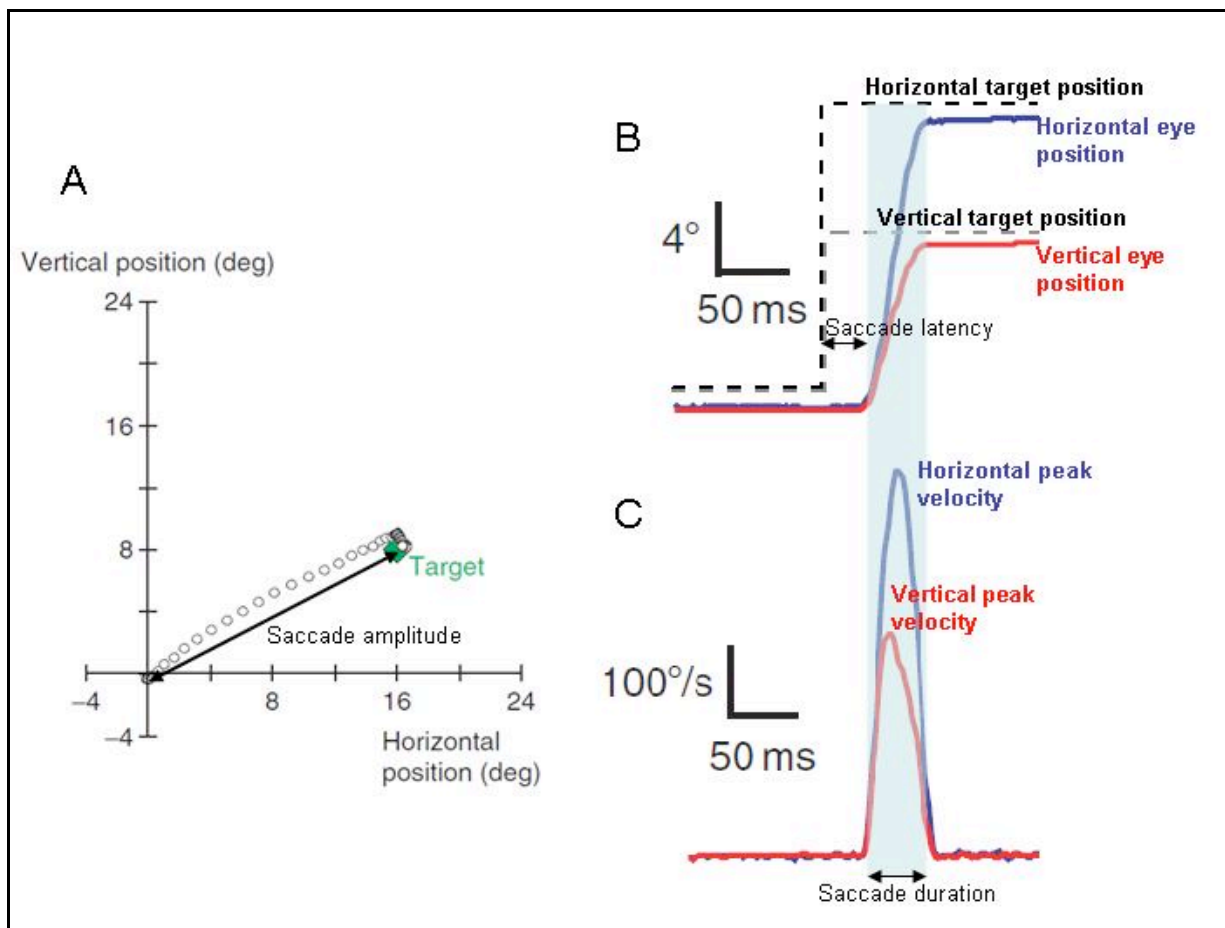 A
Vertical position (deg)
24
16
8
−4
−4
8
16
24
Target
Saccade amplitude
Horizontal
position (deg)
B
Horizontal target position
Horizontal eye
position
Vertical target position
Vertical eye
position
4°
50 ms
Saccade latency
C
Horizontal peak
velocity
Vertical peak
velocity
100°/s
50 ms
Saccade duration